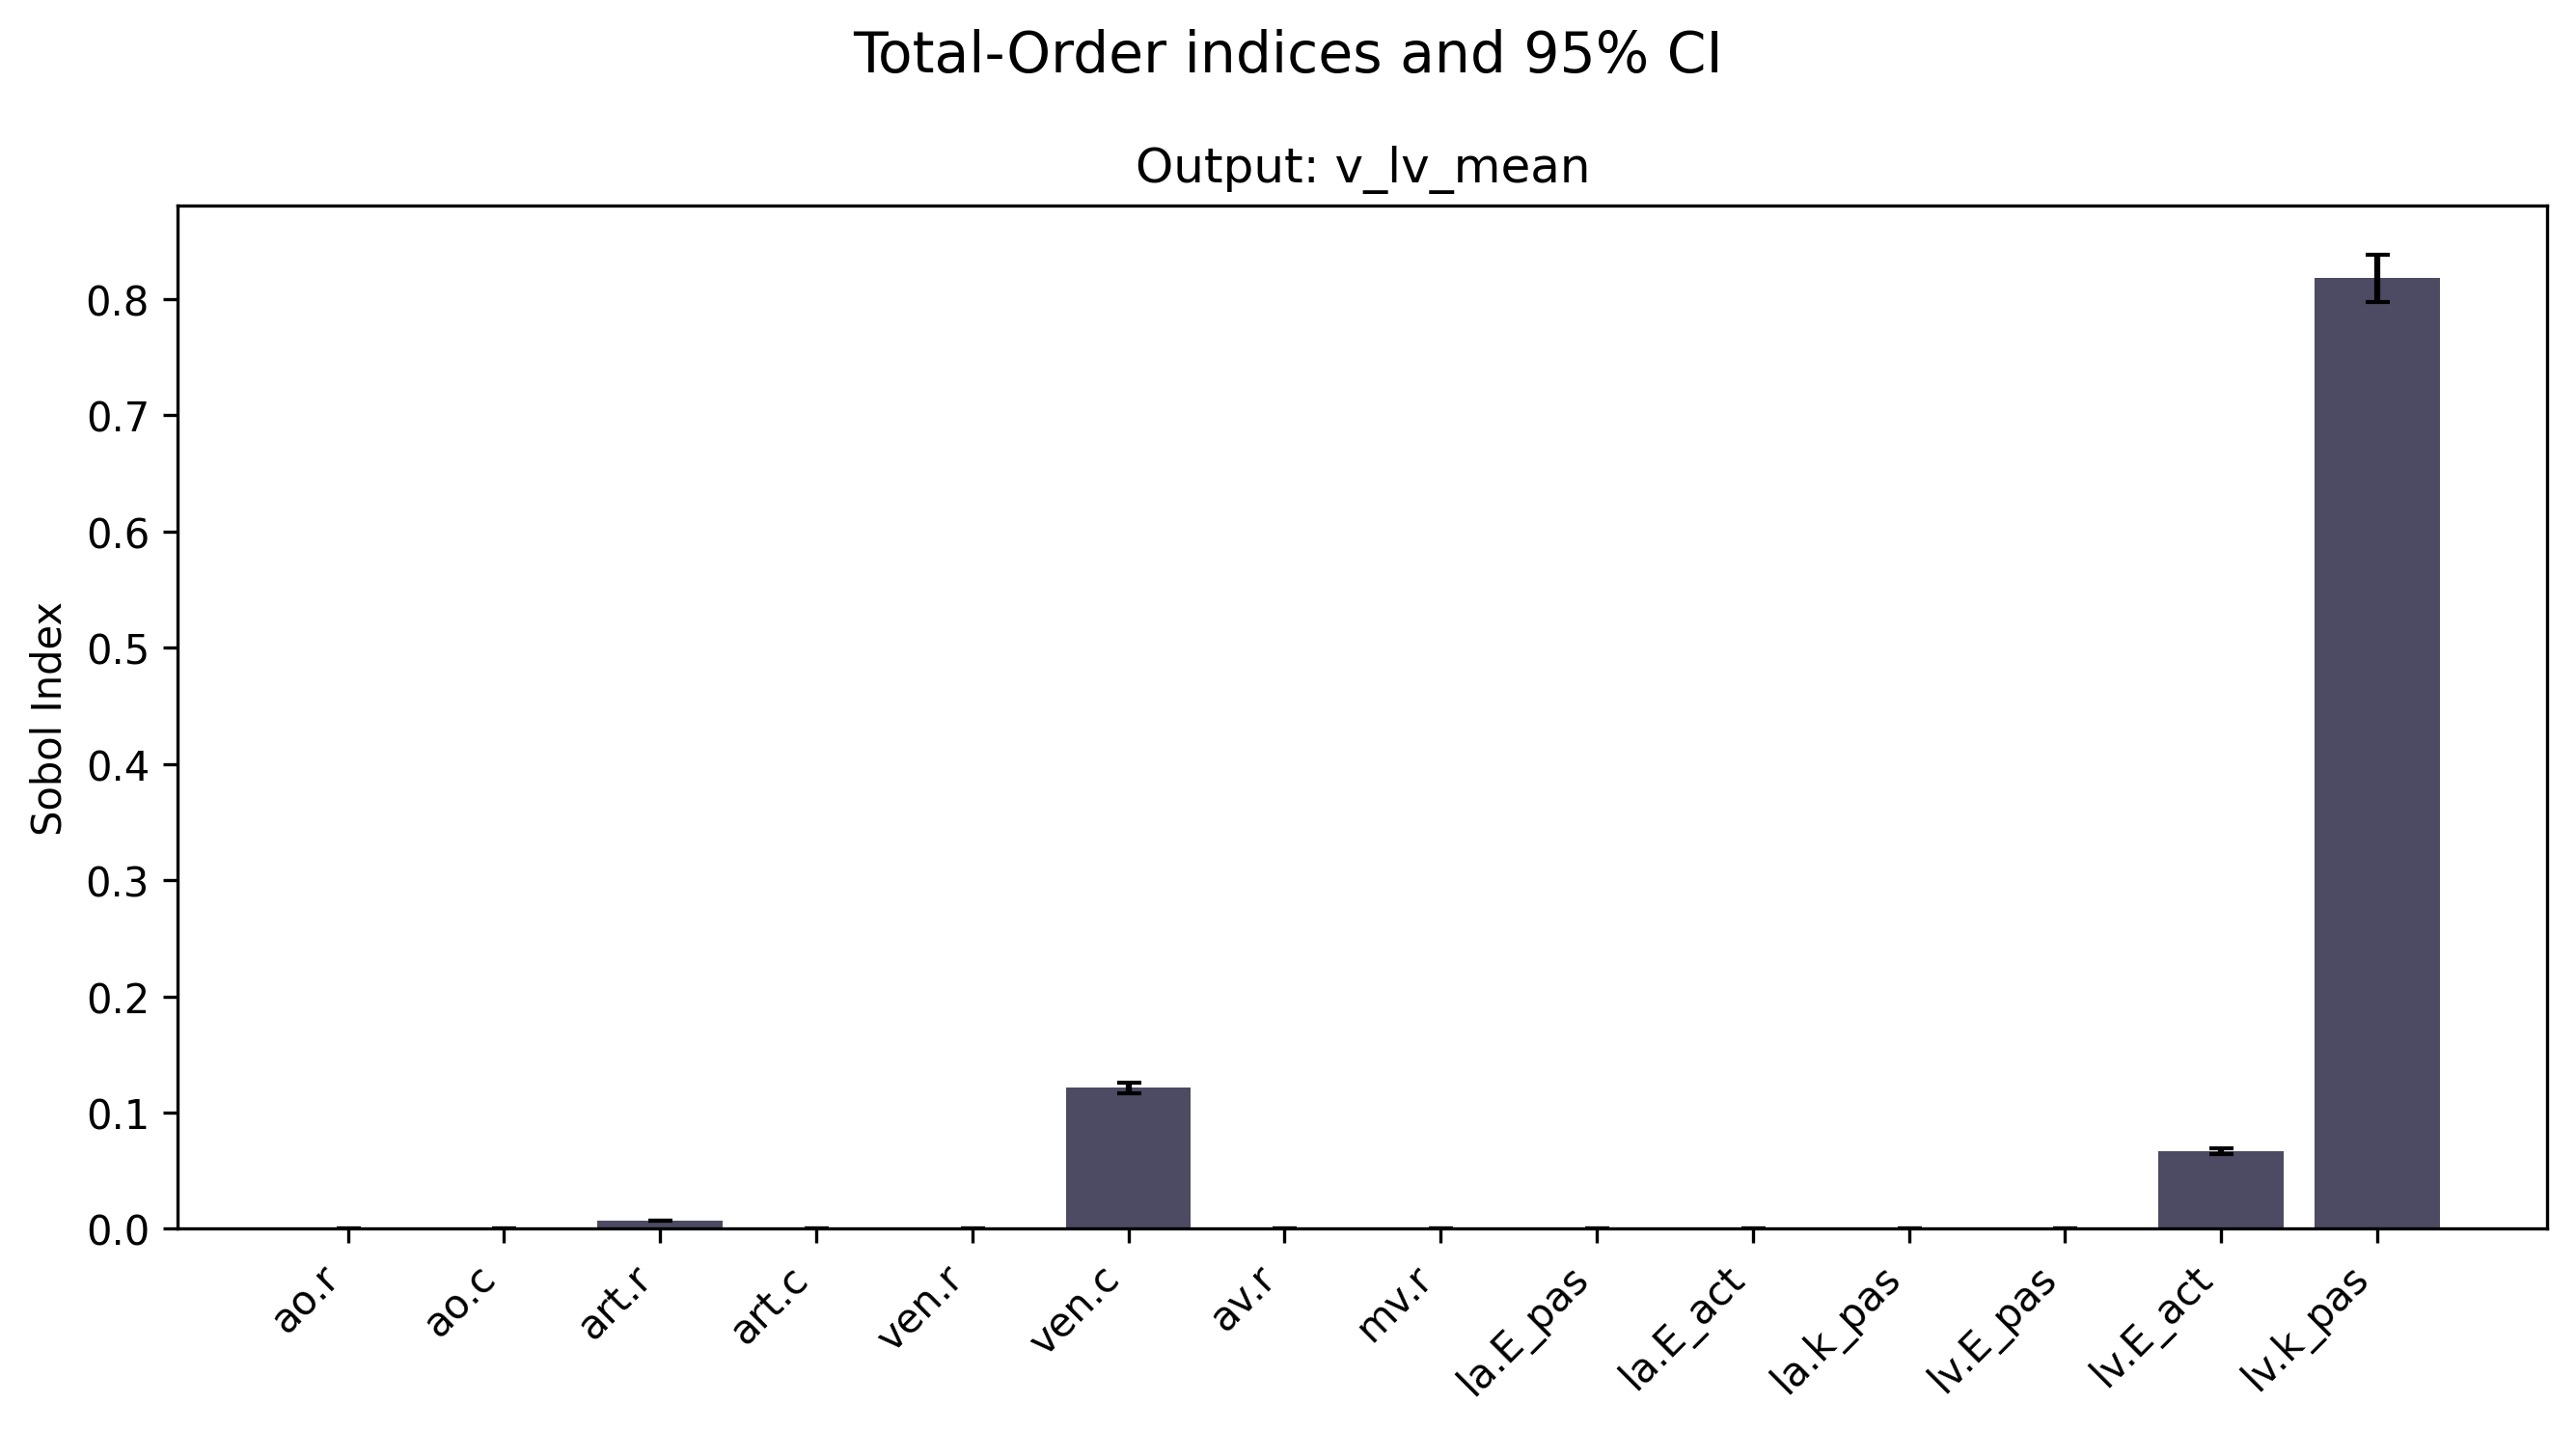 Total-Order indices and 95% CI
Output: v_lv_mean
Sobol Index
0.8
0.7
0.6
0.5
0.4
0.3
0.2
0.1
0.0
ao.r
ao.c
art.r
art.c
ven.r
ven.c
av.r
mv.r
la.E_pas
la.E_act
la.k_pas
lv.E_pas
lv.E_act
lv.k_pas